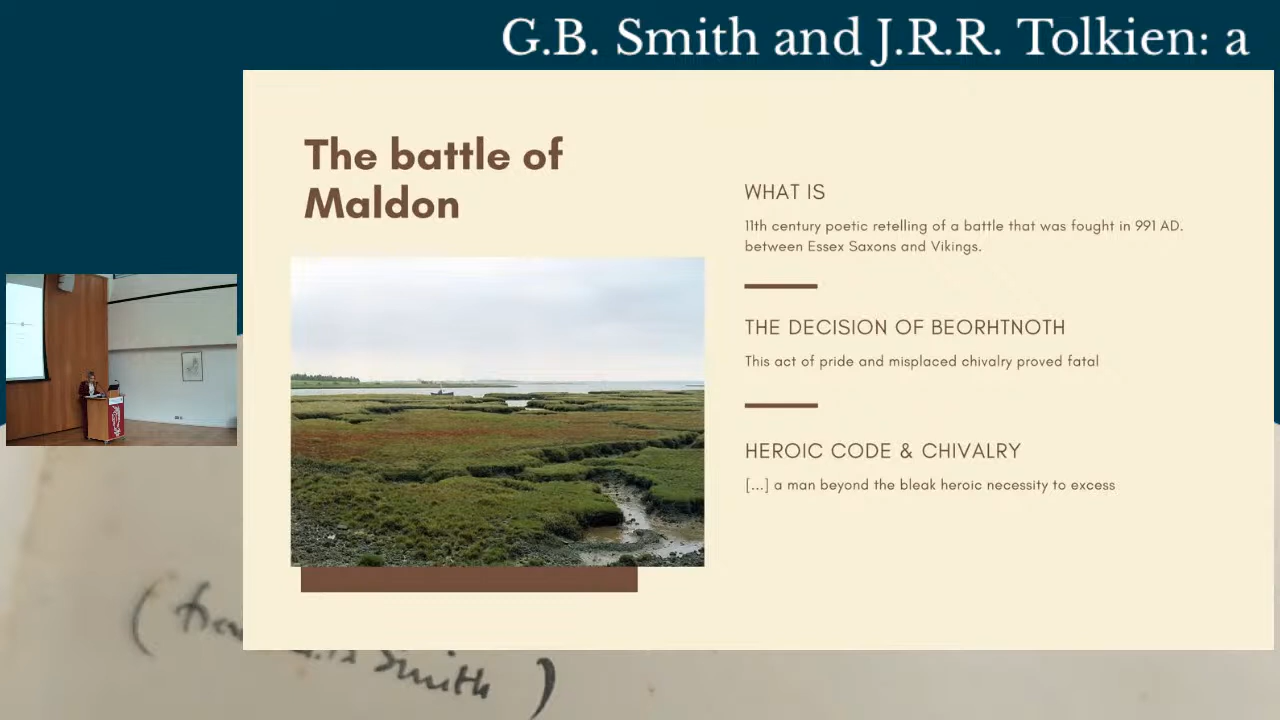 G.B. Smith and J.R.R. Tolkien: a
The battle of
Maldon
WHAT IS
11th century poetic retelling of a battle that was fought in 991 AD.
between Essex Saxons and Vikings.
THE DECISION OF BEORHTNOTH
This act of pride and misplaced chivalry proved fatal
HEROIC CODE & CHIVALRY
[...] a man beyond the bleak heroic necessity to excess
( Smith )